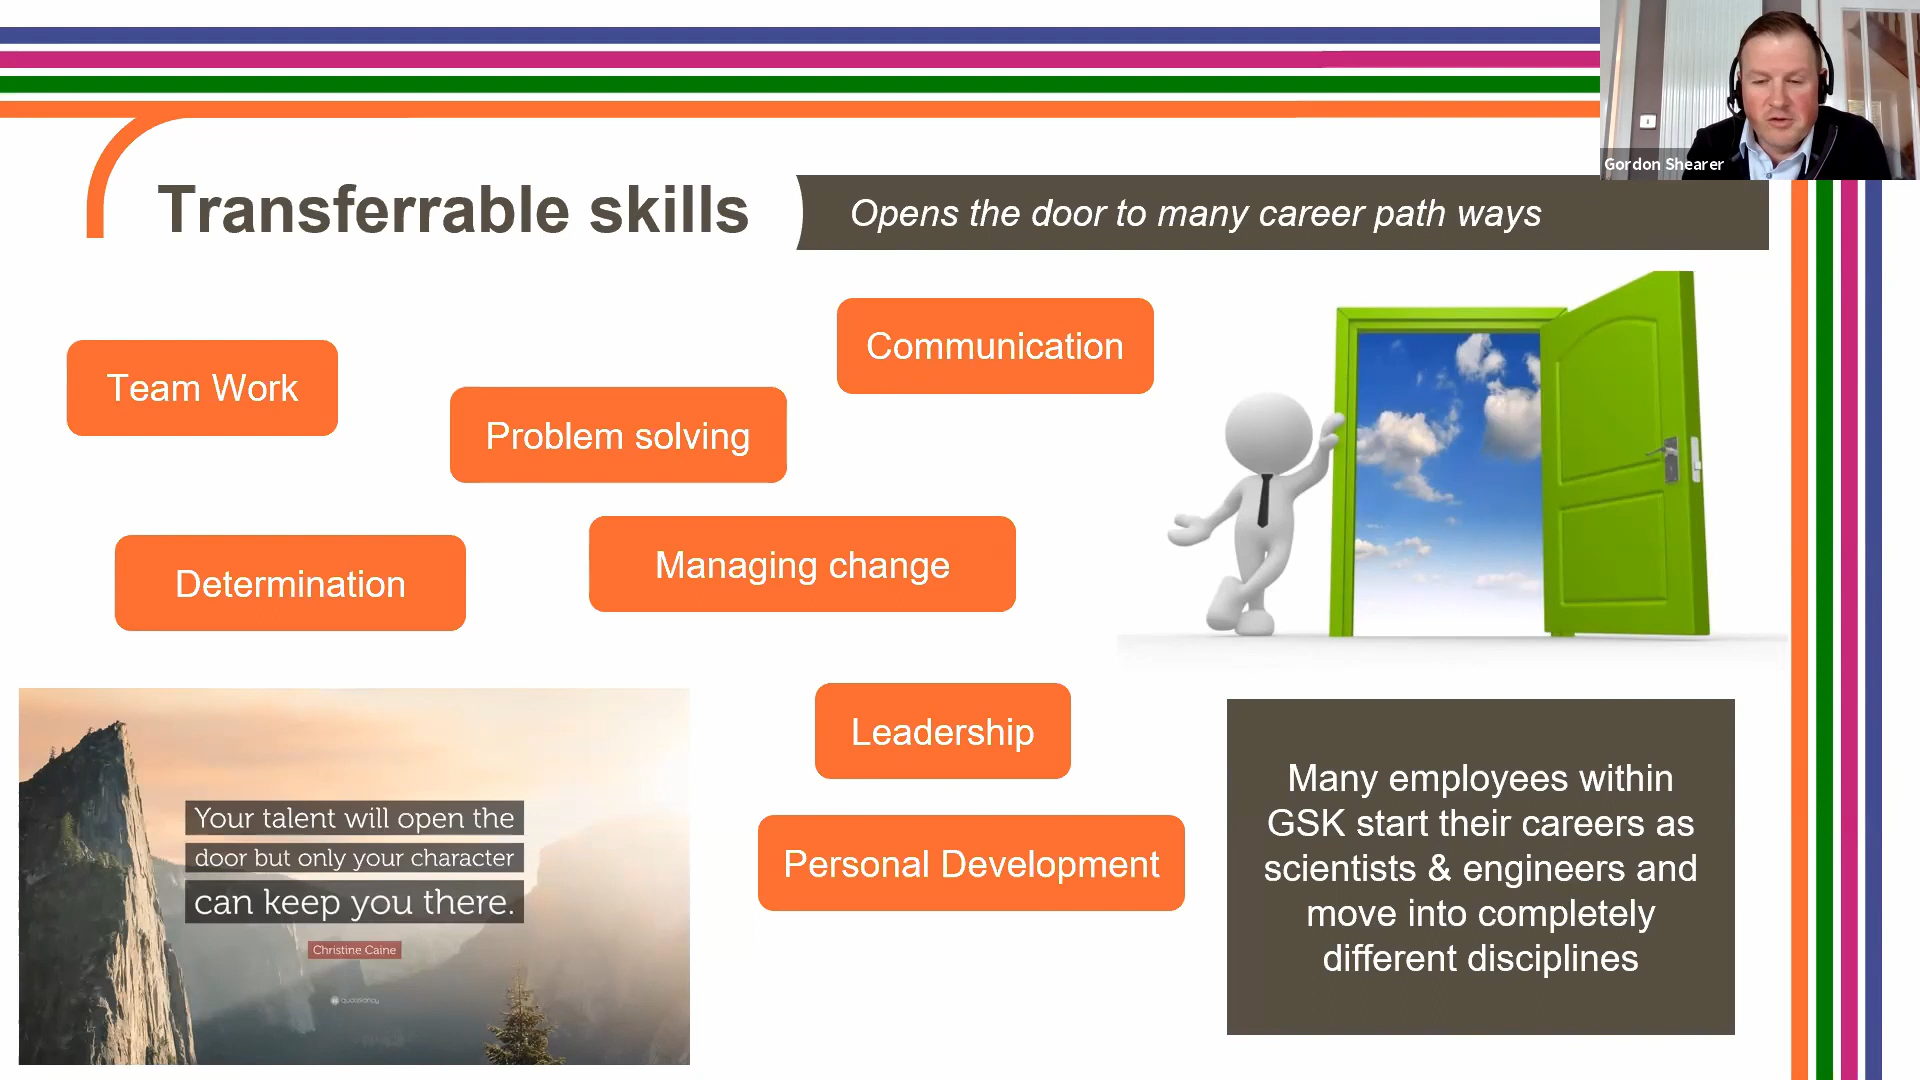 Gordon Shearer
Transferrable skills
Opens the door to many career path ways
Communication
Team Work
Problem solving
Managing change
Determination
Leadership
Personal Development
Your talent will open the
door but only your character
can keep you there.
Christine Caine
quotefancy
Many employees within
GSK start their careers as
scientists & engineers and
move into completely
different disciplines